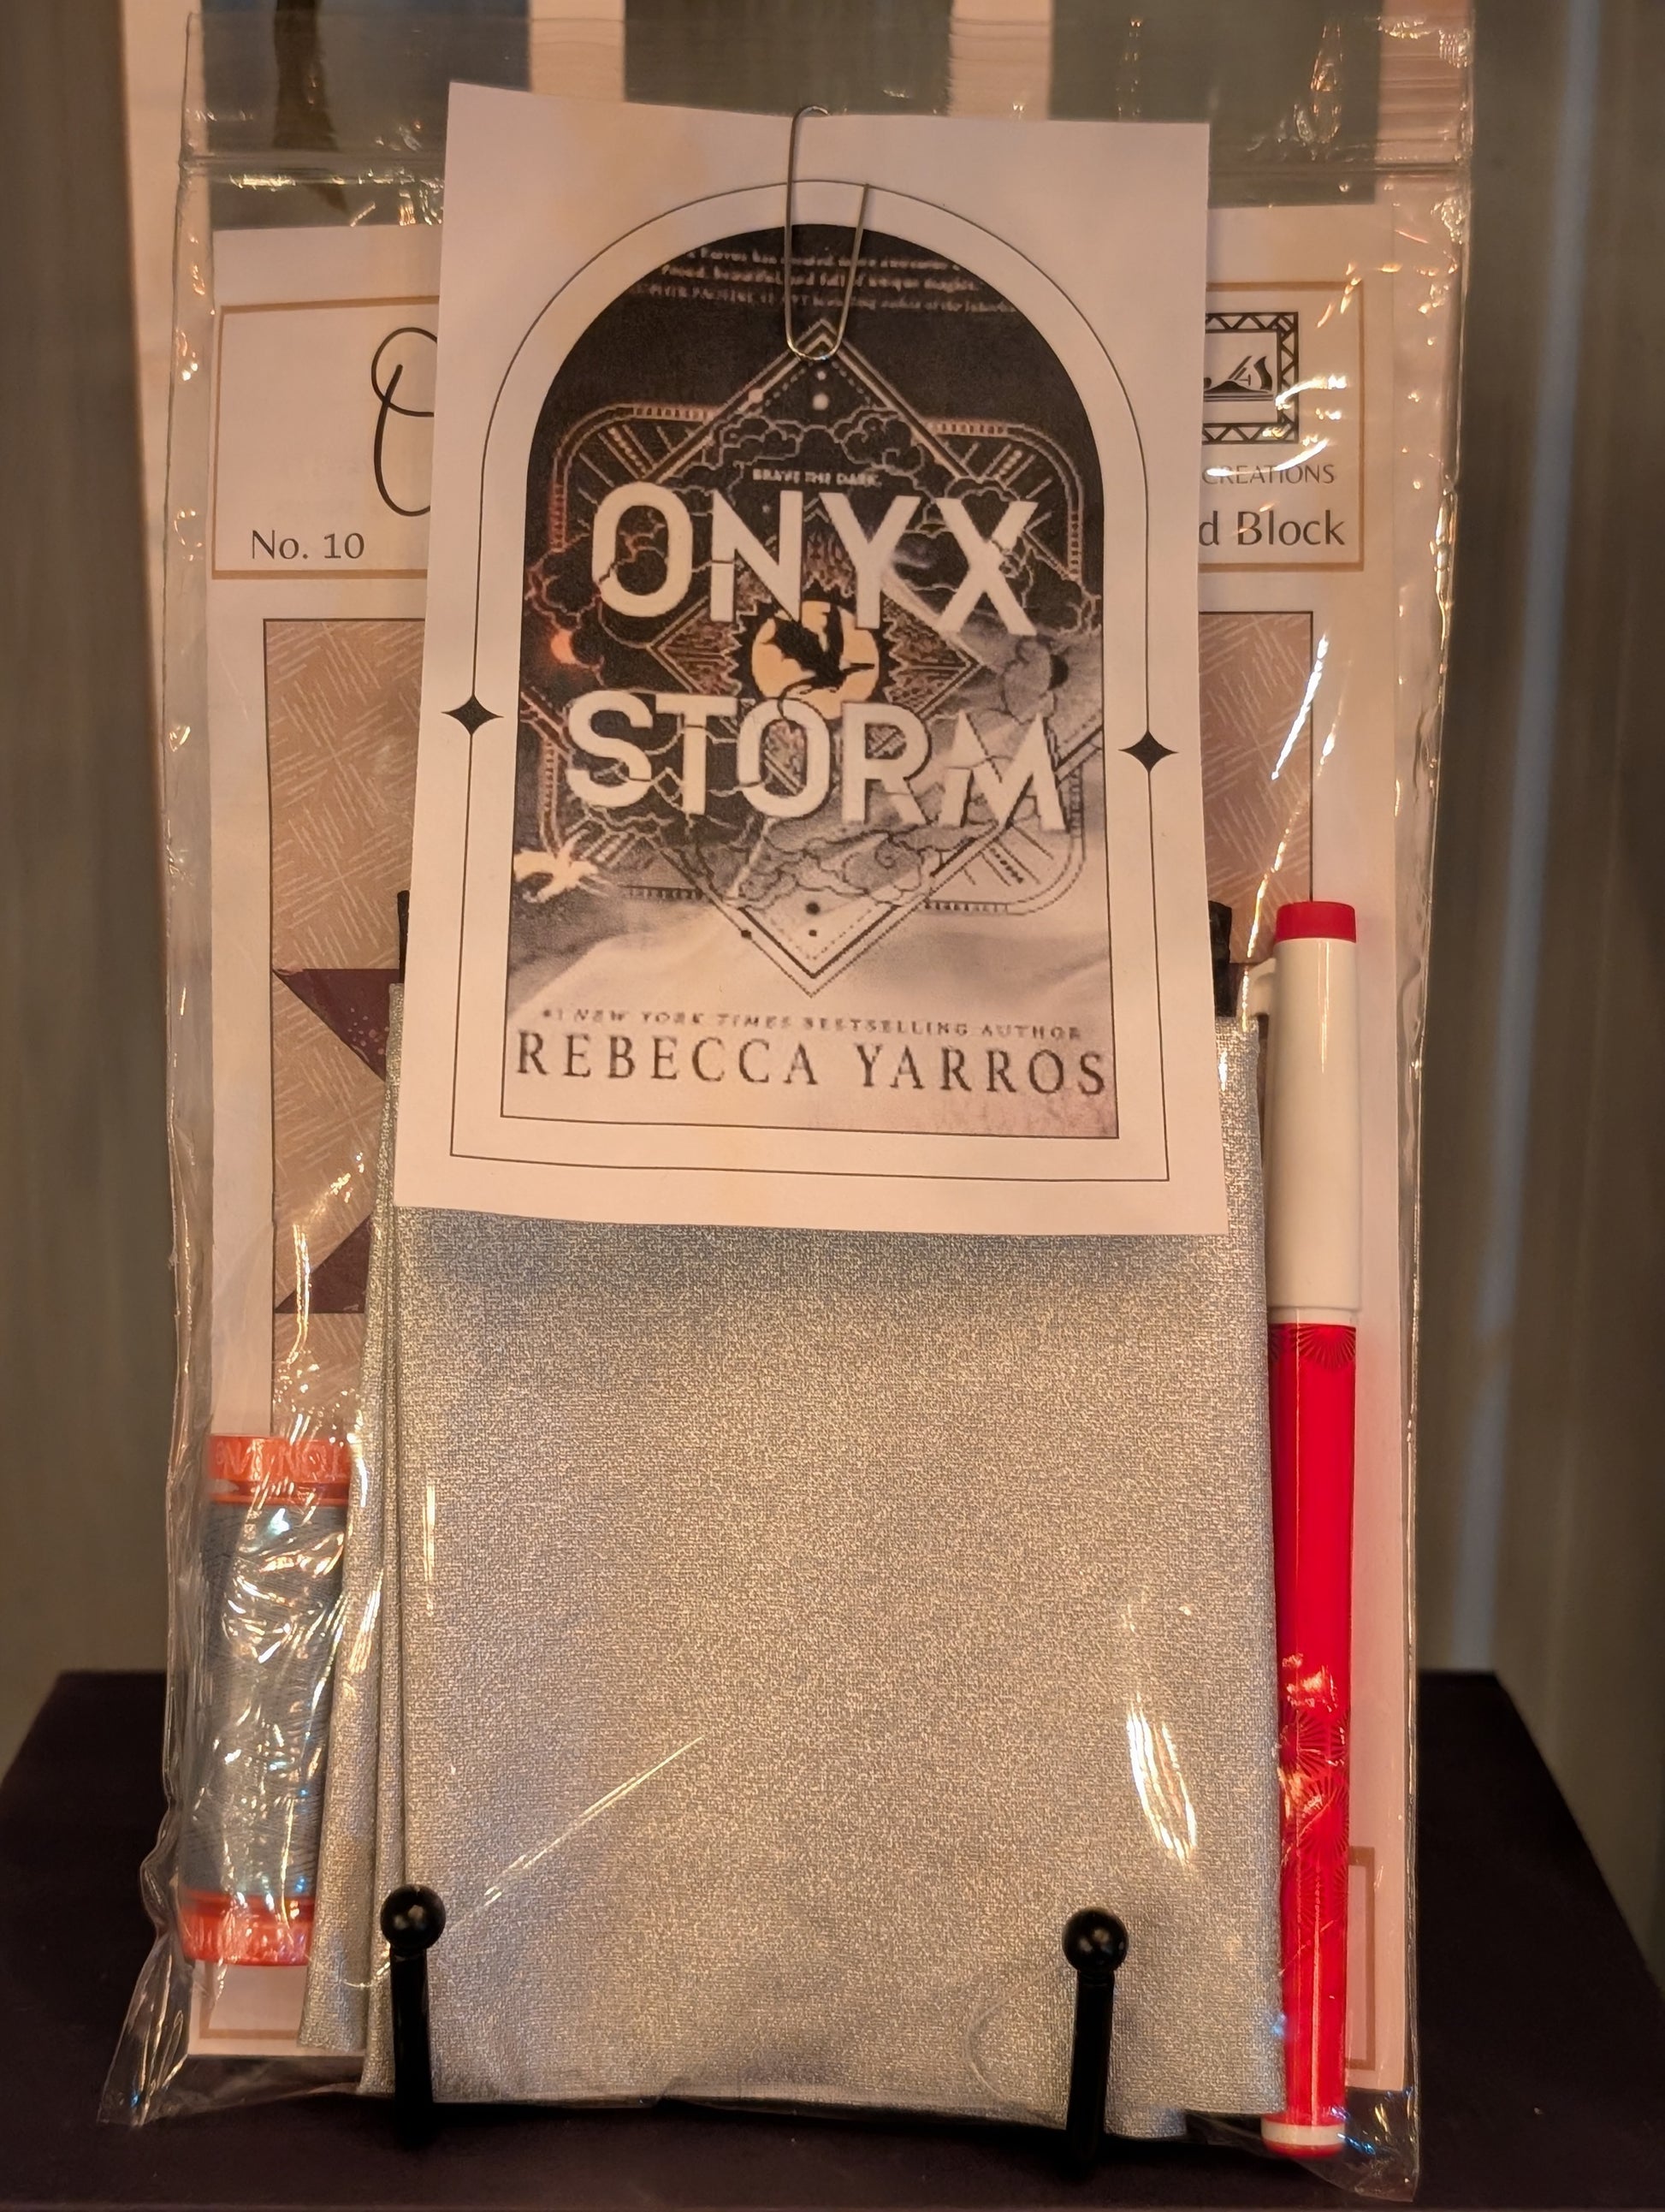 No. 10
CREATIONS
d Block
BRAVE THE DARK
ONYX
STORM
#1 NEW YORK TIMES BESTSELLING AUTHOR
REBECCA YARROS